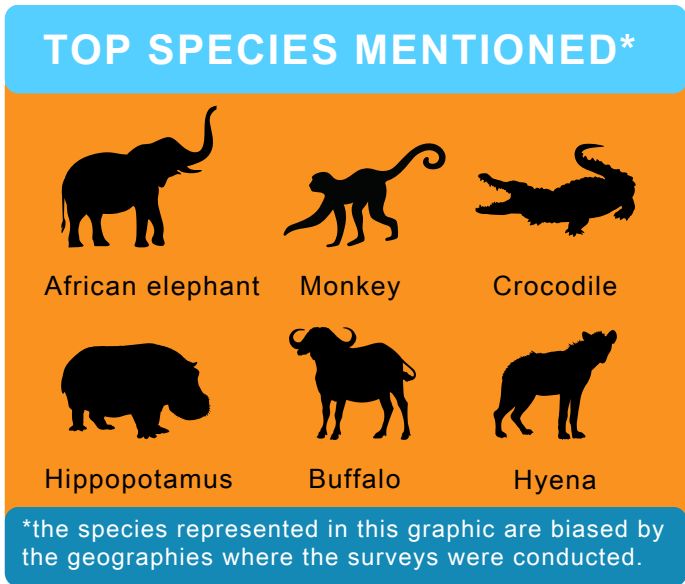 TOP SPECIES MENTIONED*
African elephant Monkey Crocodile
Hippopotamus Buffalo Hyena
*the species represented in this graphic are biased by
the geographies where the surveys were conducted.